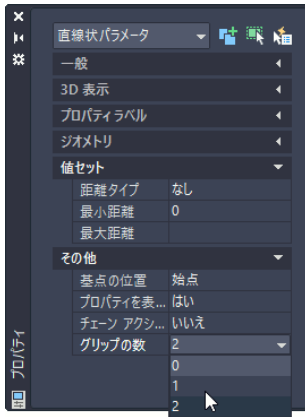 直線状パラメータ
一般
3D 表示
プロパティ ラベル
ジオメトリ
値セット
距離タイプ なし
最小距離 0
最大距離
その他
基点の位置 始点
プロパティを表... はい
チェーン アクシ... いいえ
グリップの数 2
0
1
2
プロパティ